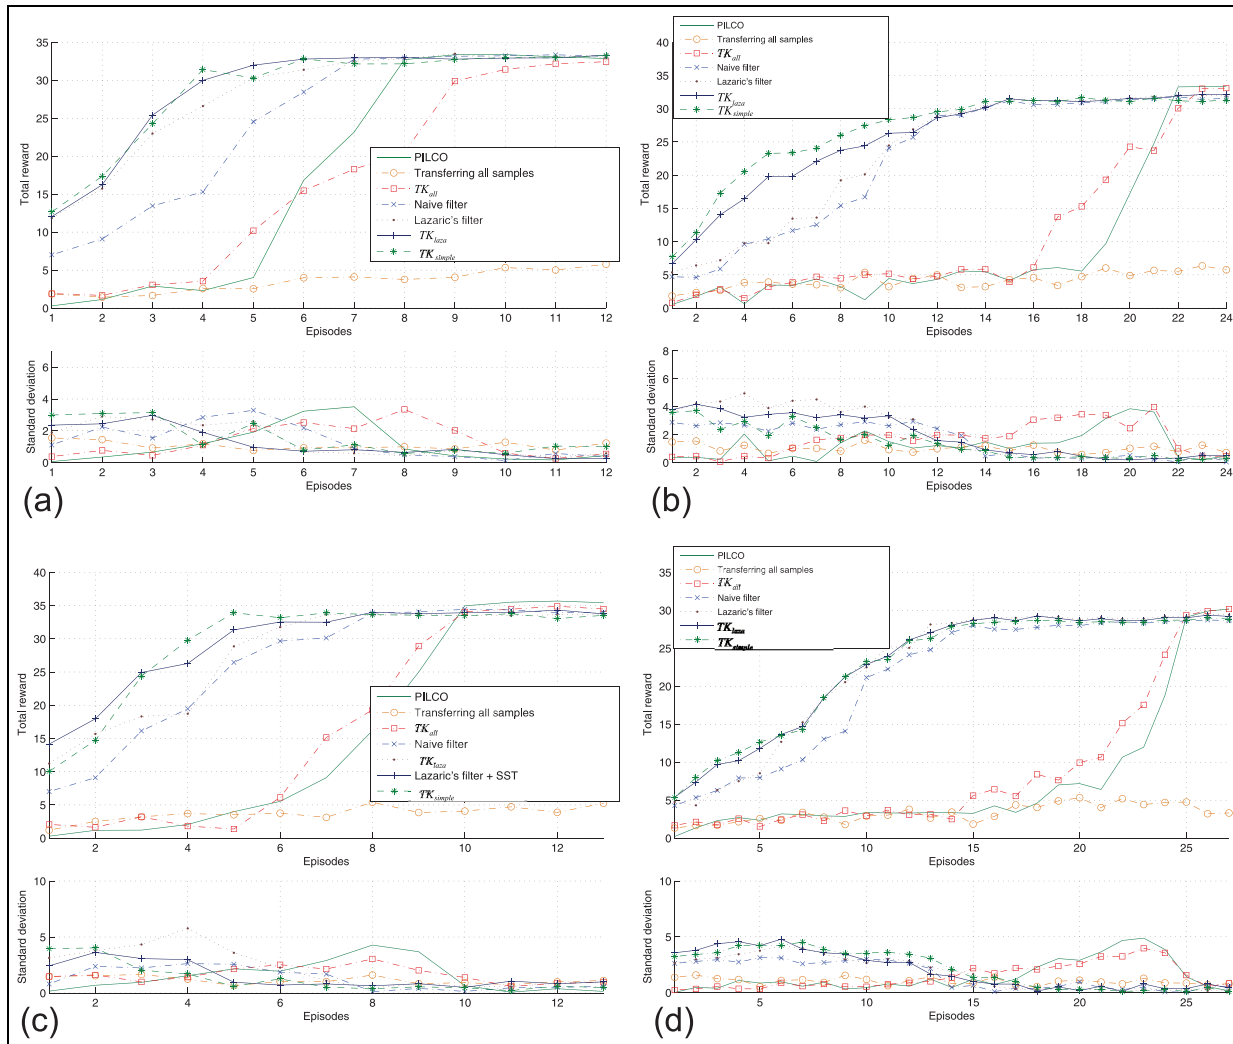 35
30
25
20
15
10
5
0
Total reward
1 2 3 4 5 6 7 8 9 10 11 12
Episodes
PILCO
Transferring all samples
TK_all
Naive filter
Lazaric's filter
TK_laza
TK_simple
6
4
2
0
Standard deviation
1 2 3 4 5 6 7 8 9 10 11 12
Episodes
(a)
PILCO
Transferring all samples
TK_all
Naive filter
Lazaric's filter
TK_laza
TK_simple
40
35
30
25
20
15
10
5
0
Total reward
2 4 6 8 10 12 14 16 18 20 22 24
Episodes
8
6
4
2
0
Standard deviation
2 4 6 8 10 12 14 16 18 20 22 24
Episodes
(b)
40
35
30
25
20
15
10
5
0
Total reward
2 4 6 8 10 12
Episodes
PILCO
Transferring all samples
TK_all
Naive filter
TK_laza
Lazaric's filter + SST
TK_simple
10
5
0
Standard deviation
2 4 6 8 10 12
Episodes
(c)
PILCO
Transferring all samples
TK_all
Naive filter
Lazaric's filter
TK_laza
TK_simple
35
30
25
20
15
10
5
0
Total reward
5 10 15 20 25
Episodes
10
5
0
Standard deviation
5 10 15 20 25
Episodes
(d)